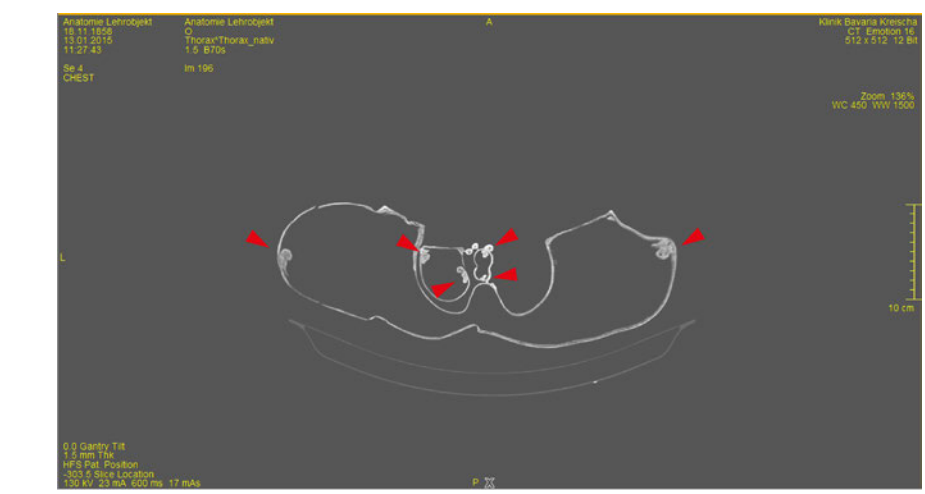 Anatomie Lehrobjekt
18.11.1858
13.01.2015
11:27:43
Se 4
CHEST
Anatomie Lehrobjekt
O
Thorax^Thorax_nativ
1.5 B70s
Im 196
A
Klinik Bavaria Kreischa
CT Emotion 16
512 x 512 12 Bit
Zoom 136%
WC 450 WW 1500
L
10 cm
0.0 Gantry Tilt
1.5 mm Thk
HFS Pat. Position
-303.5 Slice Location
130 kV 23 mA 600 ms 17 mAs
P